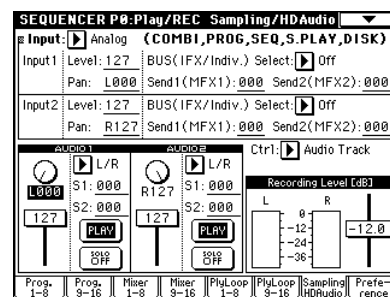 SEQUENCER P0:Play/REC Sampling/HDAudio
Input: Analog (COMBI,PROG,SEQ,S.PLAY,DISK)
Input1 Level: 127 BUS(IFX/Indiv.) Select: Off
Pan: L000 Send1(MFX1): 000 Send2(MFX2): 000
Input2 Level: 127 BUS(IFX/Indiv.) Select: Off
Pan: R127 Send1(MFX1): 000 Send2(MFX2): 000
AUDIO1 AUDIO2 Ctrl: Audio Track
L/R L/R
L000 S1: 000 R127 S1: 000 Recording Level [dB]
S2: 000 S2: 000 L R
127 127 0
PLAY PLAY -12 -12.0
-24
SOLO OFF SOLO OFF -36
Prog. 1-8 Prog. 9-16 Mixer 1-8 Mixer 9-16 PlyLoop 1-8 PlyLoop 9-16 Sampling HDAudio Prefe- rence